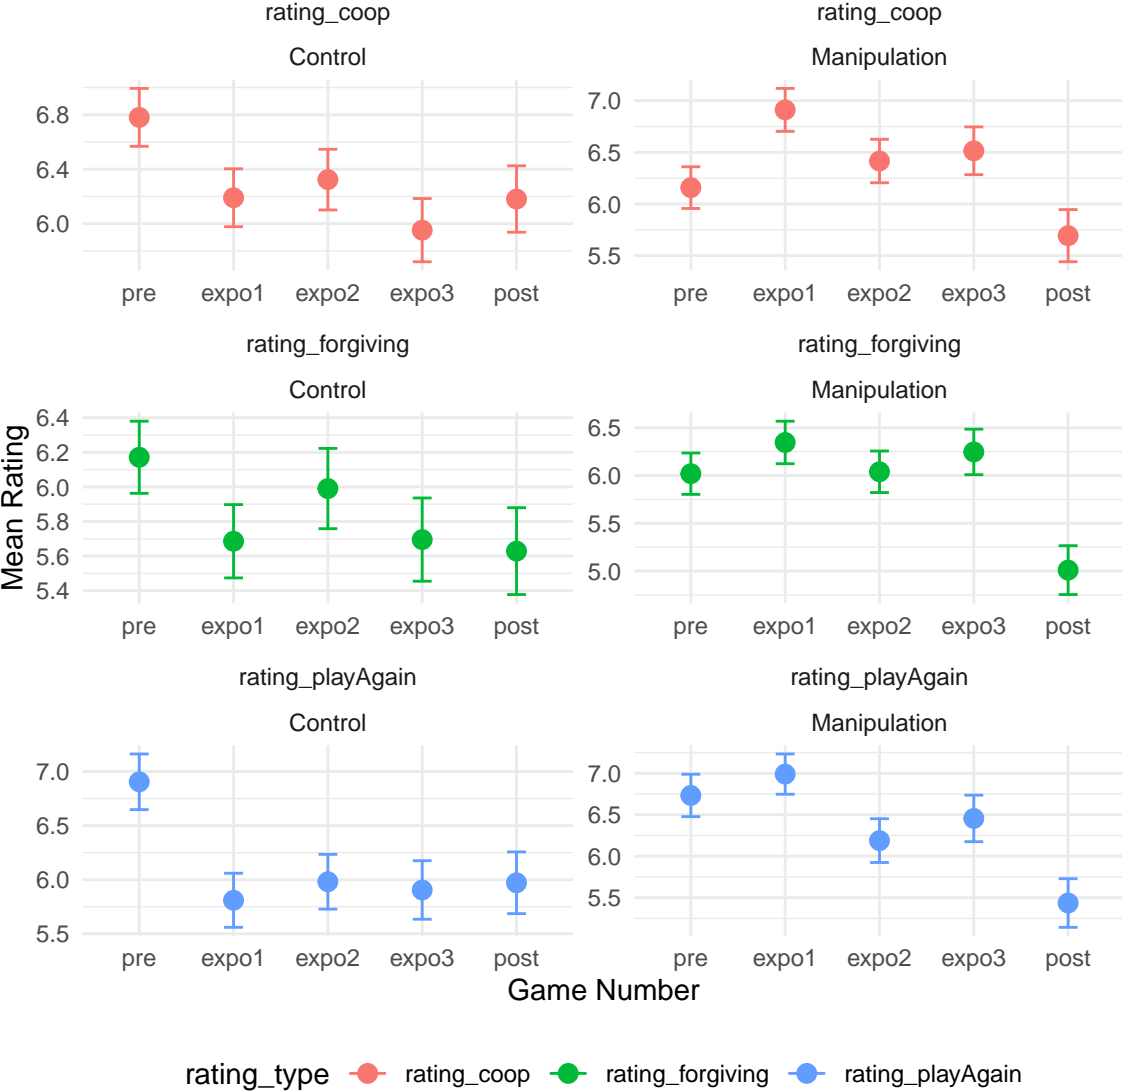 rating_coop rating_coop
Control Manipulation
6.8 7.0
6.4 6.5
6.0 6.0
5.5
pre expo1 expo2 expo3 post pre expo1 expo2 expo3 post
rating_forgiving rating_forgiving
Control Manipulation
6.4 6.5
6.2 6.0
6.0 5.5
5.8 5.0
5.6
5.4
Mean Rating
pre expo1 expo2 expo3 post pre expo1 expo2 expo3 post
rating_playAgain rating_playAgain
Control Manipulation
7.0 7.0
6.5 6.5
6.0 6.0
5.5 5.5
pre expo1 expo2 expo3 post pre expo1 expo2 expo3 post
Game Number
rating_type rating_coop rating_forgiving rating_playAgain